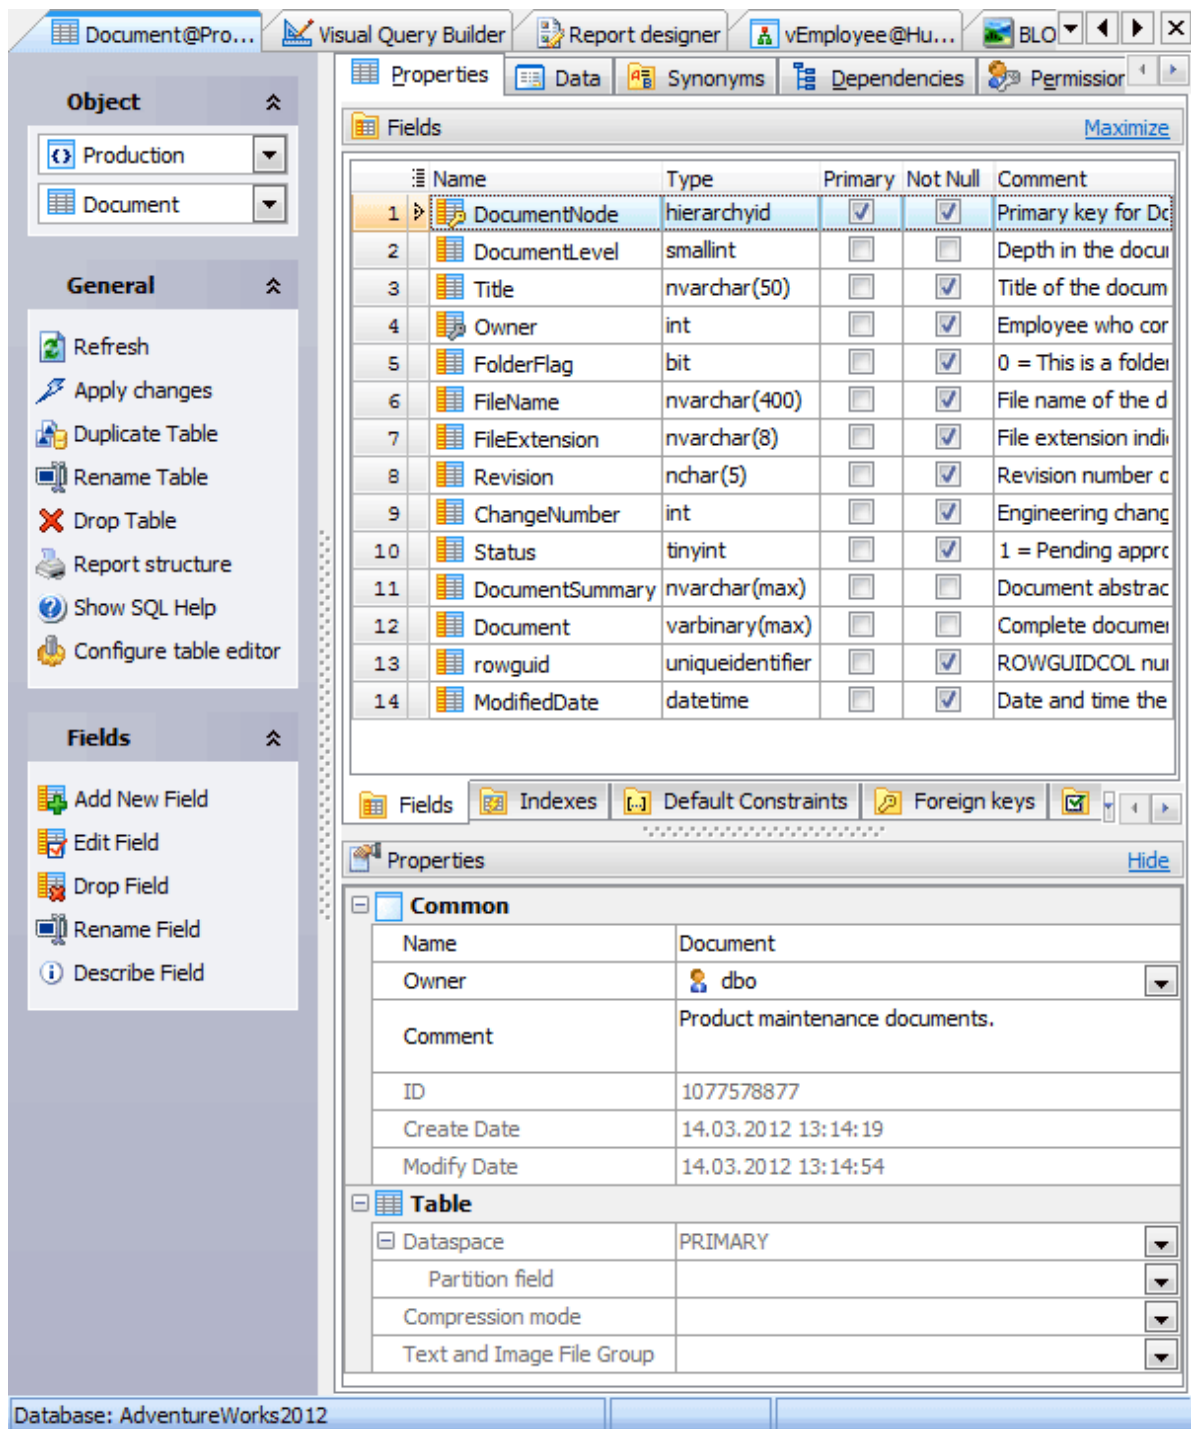 Document@Pro...
Visual Query Builder
Report designer
vEmployee@Hu...
BLO
Object
Production
Document
General
Refresh
Apply changes
Duplicate Table
Rename Table
Drop Table
Report structure
Show SQL Help
Configure table editor
Fields
Add New Field
Edit Field
Drop Field
Rename Field
Describe Field
Properties Data Synonyms Dependencies Permission
Fields Maximize
Name Type Primary Not Null Comment
1 DocumentNode hierarchyid Primary key for Do
2 DocumentLevel smallint Depth in the docu
3 Title nvarchar(50) Title of the docum
4 Owner int Employee who con
5 FolderFlag bit 0 = This is a folder
6 FileName nvarchar(400) File name of the d
7 FileExtension nvarchar(8) File extension indi
8 Revision nchar(5) Revision number o
9 ChangeNumber int Engineering chang
10 Status tinyint 1 = Pending appro
11 DocumentSummary nvarchar(max) Document abstrac
12 Document varbinary(max) Complete documen
13 rowguid uniqueidentifier ROWGUIDCOL nu
14 ModifiedDate datetime Date and time the
Fields Indexes Default Constraints Foreign keys
Properties Hide
Common
Name Document
Owner dbo
Comment Product maintenance documents.
ID 1077578877
Create Date 14.03.2012 13:14:19
Modify Date 14.03.2012 13:14:54
Table
Dataspace PRIMARY
Partition field
Compression mode
Text and Image File Group
Database: AdventureWorks2012